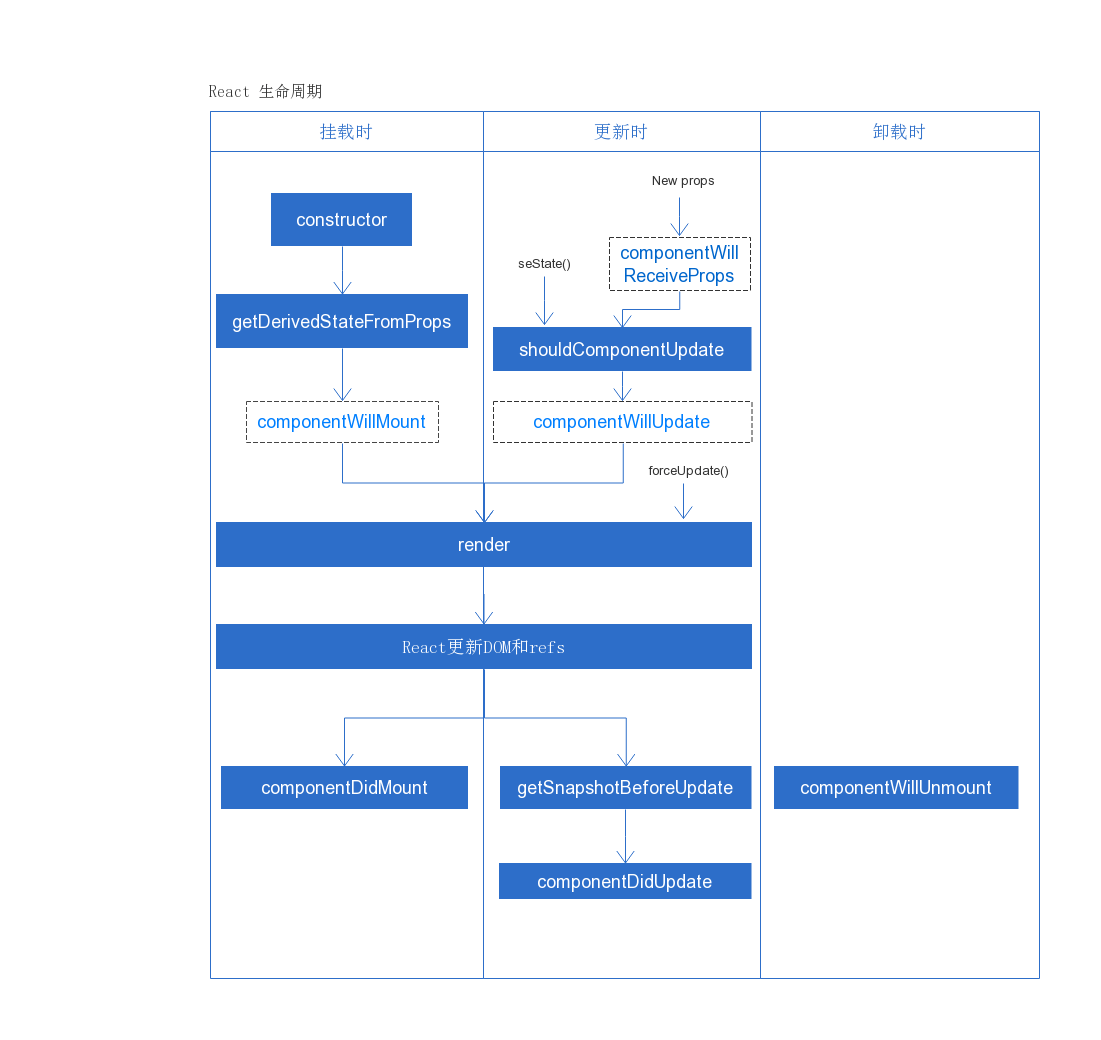 React 生命周期
挂载时
更新时
卸载时
New props
constructor
componentWill
ReceiveProps
seState()
getDerivedStateFromProps
shouldComponentUpdate
componentWillMount
componentWillUpdate
forceUpdate()
render
React更新DOM和refs
componentDidMount
getSnapshotBeforeUpdate
componentWillUnmount
componentDidUpdate